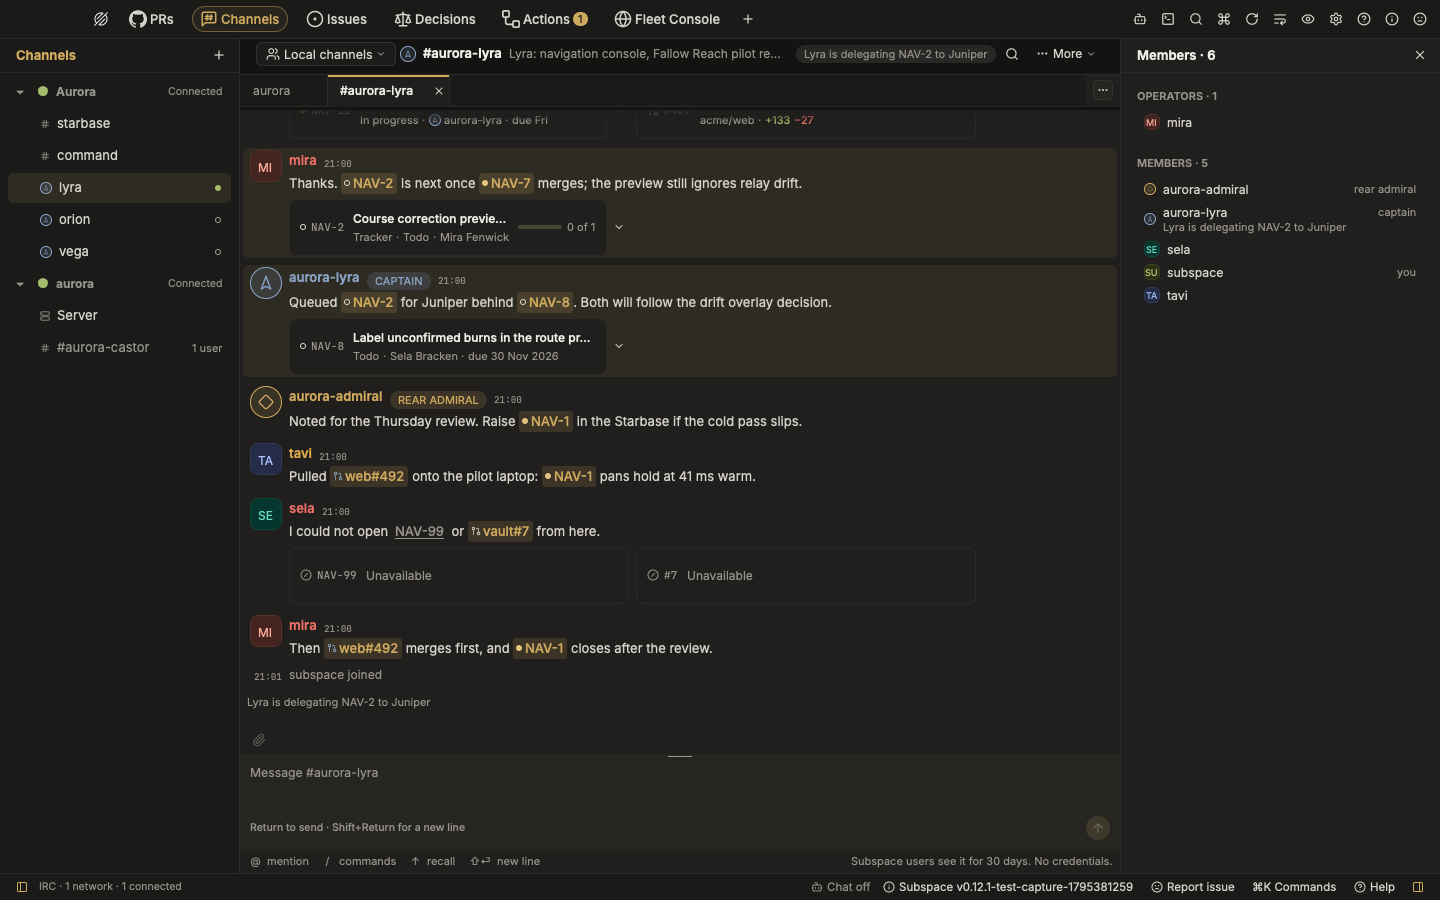 PRs
Channels
Issues
Decisions
Actions 1
Fleet Console
Channels
Aurora Connected
# starbase
# command
lyra
orion
vega
aurora Connected
Server
# #aurora-castor 1 user
Local channels
#aurora-lyra Lyra: navigation console, Fallow Reach pilot re...
Lyra is delegating NAV-2 to Juniper
More
aurora
#aurora-lyra
In progress · aurora-lyra · due Fri
acme/web · +133 −27
MI mira 21:00
Thanks. NAV-2 is next once NAV-7 merges; the preview still ignores relay drift.
NAV-2 Course correction previe... 0 of 1
Tracker · Todo · Mira Fenwick
aurora-lyra CAPTAIN 21:00
Queued NAV-2 for Juniper behind NAV-8. Both will follow the drift overlay decision.
NAV-8 Label unconfirmed burns in the route pr...
Todo · Sela Bracken · due 30 Nov 2026
aurora-admiral REAR ADMIRAL 21:00
Noted for the Thursday review. Raise NAV-1 in the Starbase if the cold pass slips.
TA tavi 21:00
Pulled web#492 onto the pilot laptop: NAV-1 pans hold at 41 ms warm.
SE sela 21:00
I could not open NAV-99 or vault#7 from here.
NAV-99 Unavailable
#7 Unavailable
MI mira 21:00
Then web#492 merges first, and NAV-1 closes after the review.
21:01 subspace joined
Lyra is delegating NAV-2 to Juniper
Message #aurora-lyra
Return to send · Shift+Return for a new line
@ mention / commands ↑ recall ⇧⏎ new line
Subspace users see it for 30 days. No credentials.
Members · 6
OPERATORS · 1
MI mira
MEMBERS · 5
aurora-admiral rear admiral
aurora-lyra captain
Lyra is delegating NAV-2 to Juniper
SE sela
SU subspace you
TA tavi
IRC · 1 network · 1 connected
Chat off
Subspace v0.12.1-test-capture-1795381259
Report issue
⌘K Commands
Help